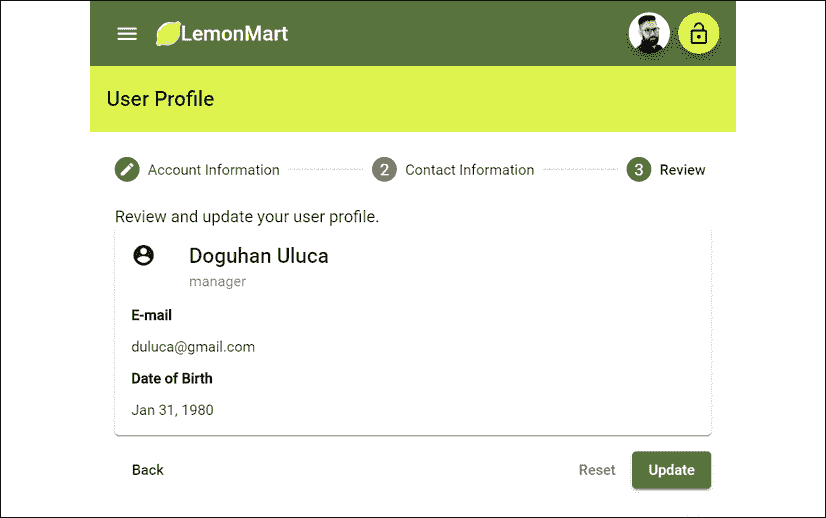 LemonMart
User Profile
Account Information 2 Contact Information 3 Review
Review and update your user profile.
Doguhan Uluca
manager
E-mail
duluca@gmail.com
Date of Birth
Jan 31, 1980
Back Reset Update